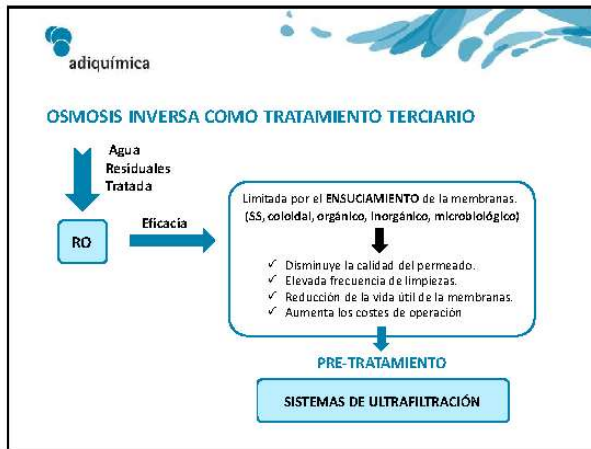 adiquímica
OSMOSIS INVERSA COMO TRATAMIENTO TERCIARIO
Agua
Residuales
Tratada
RO
Eficacia
Limitada por el ENSUCIAMIENTO de la membranas.
(SS, coloidal, orgánico, inorgánico, microbiológico)
✓ Disminuye la calidad del permeado.
✓ Elevada frecuencia de limpiezas.
✓ Reducción de la vida útil de la membranas.
✓ Aumenta los costes de operación
PRE-TRATAMIENTO
SISTEMAS DE ULTRAFILTRACIÓN